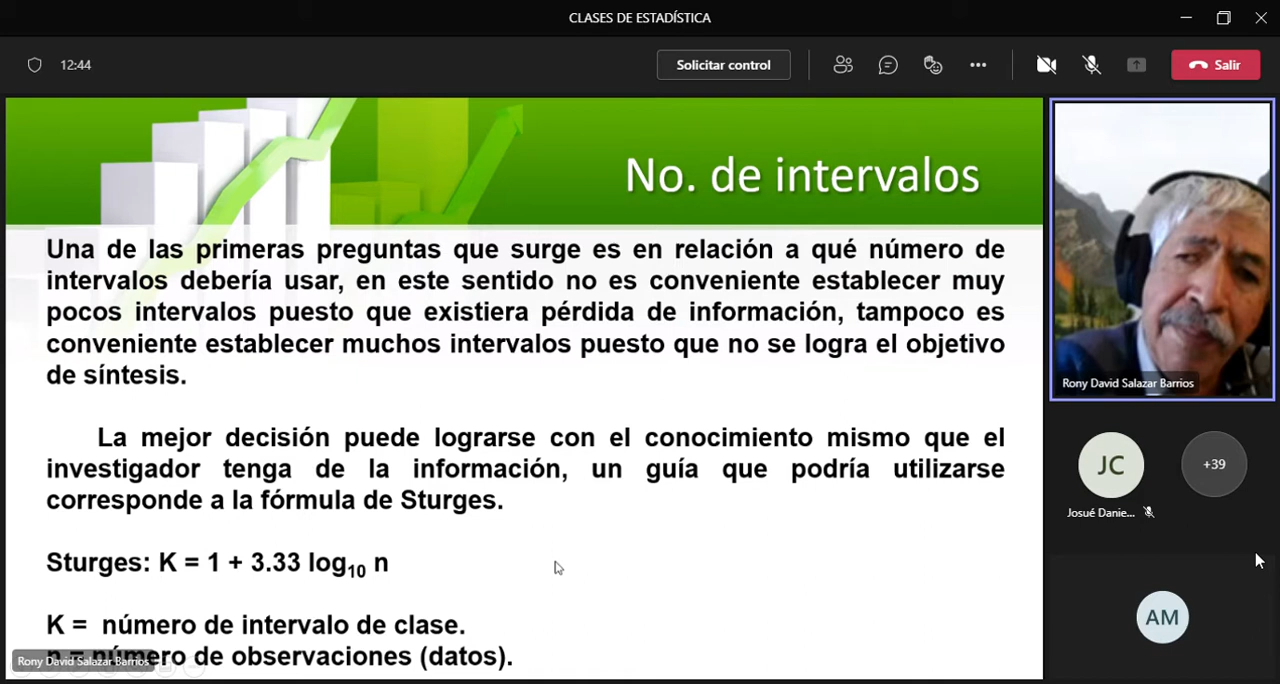 CLASES DE ESTADÍSTICA
12:44
Solicitar control
Salir
No. de intervalos
Una de las primeras preguntas que surge es en relación a qué número de
intervalos debería usar, en este sentido no es conveniente establecer muy
pocos intervalos puesto que existiera pérdida de información, tampoco es
conveniente establecer muchos intervalos puesto que no se logra el objetivo
de síntesis.
La mejor decisión puede lograrse con el conocimiento mismo que el
investigador tenga de la información, un guía que podría utilizarse
corresponde a la fórmula de Sturges.
Sturges: K = 1 + 3.33 log₁₀ n
K = número de intervalo de clase.
n = número de observaciones (datos).
Rony David Salazar Barrios
Rony David Salazar Barrios
JC
+39
Josué Danie...
AM